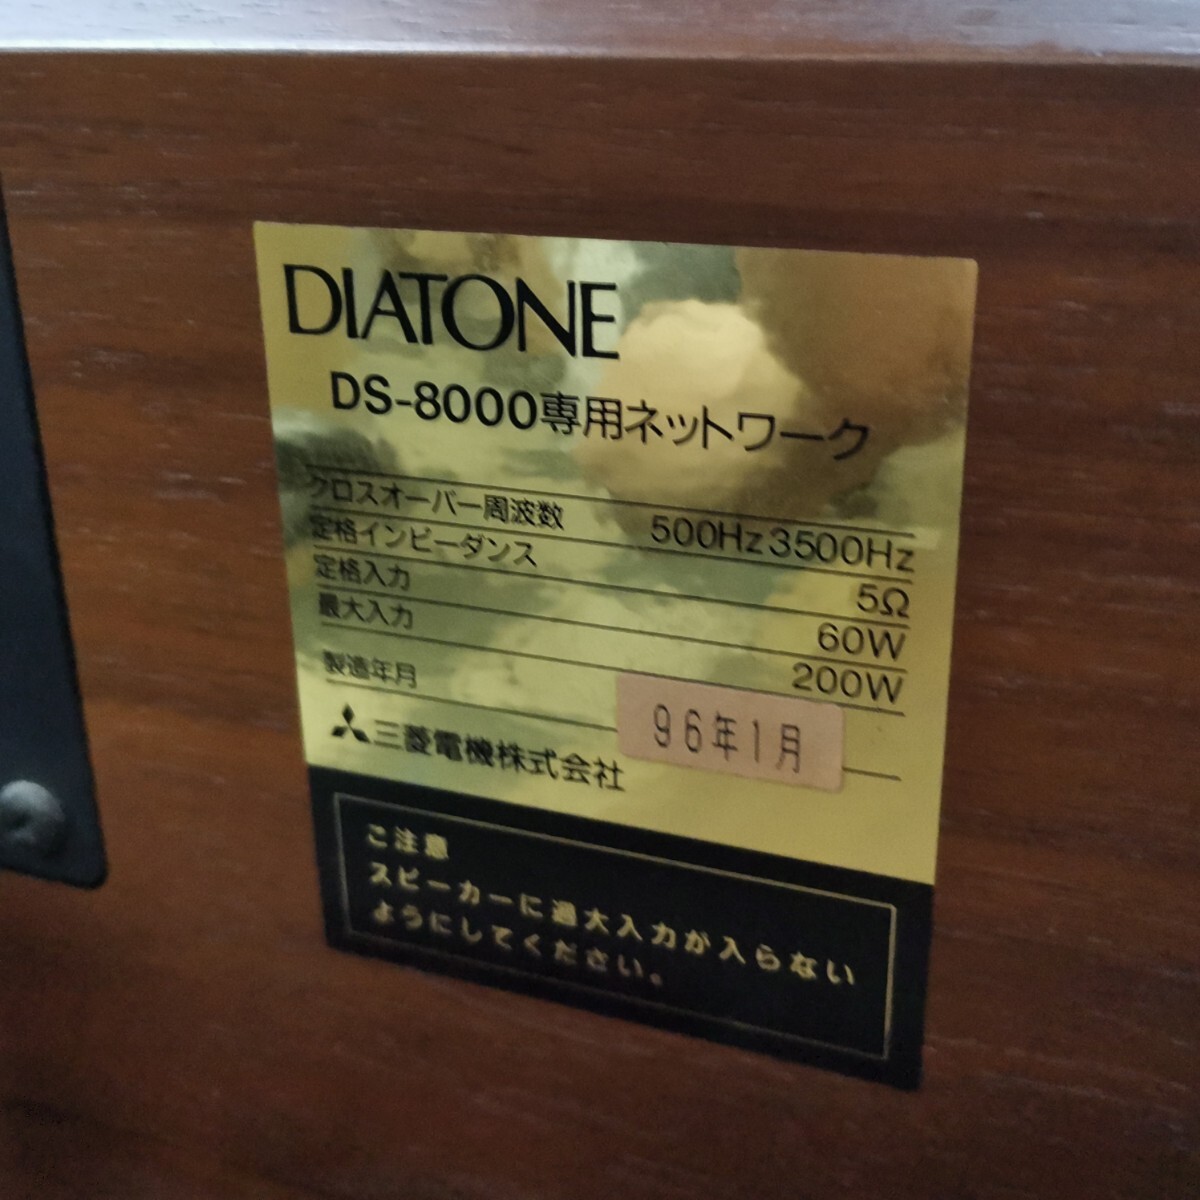 DIATONE
DS-8000専用ネットワーク
クロスオーバー周波数 500Hz 3500Hz
定格インピーダンス 5Ω
定格入力 60W
最大入力 200W
製造年月 96年1月
三菱電機株式会社
ご注意
スピーカーに過大入力が入らない
ようにしてください。